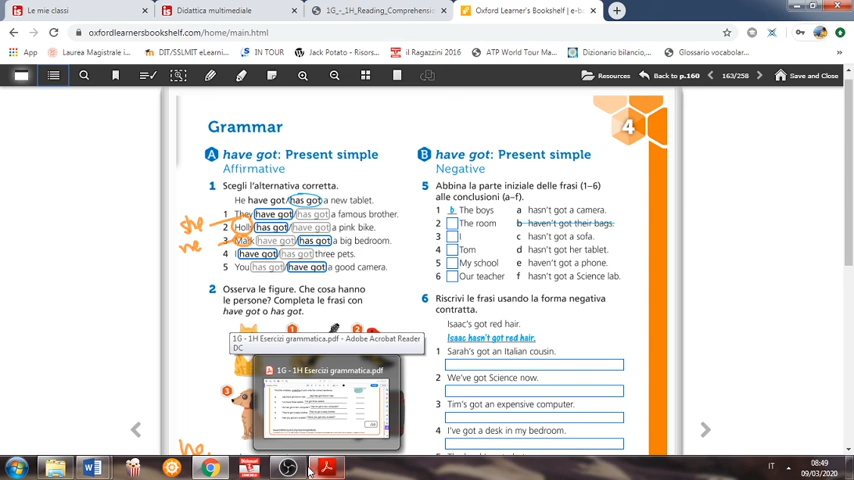 Le mie classi
Didattica multimediale
1G_-_1H_Reading_Comprehensi
Oxford Learner's Bookshelf | e-b
oxfordlearnersbookshelf.com/home/main.html
App
Laurea Magistrale i
DIT/SSLMIT eLearni...
IN TOUR
Jack Potato - Risort...
il Ragazzini 2016
ATP World Tour Ma...
Dizionario bilancio,...
Glossario vocabolar...
Resources
Back to p.160
163/258
Save and Close
Grammar
4
A have got: Present simple
Affirmative
1 Scegli l'alternativa corretta.
He have got/has got a new tablet.
1 They have got/has got a famous brother.
2 Holly has got/have got a pink bike.
3 Mark have got/has got a big bedroom.
4 I have got/has got three pets.
5 You has got/have got a good camera.
she
he
2 Osserva le figure. Che cosa hanno
le persone? Completa le frasi con
have got o has got.
1
2
3
he
1G - 1H Esercizi grammatica.pdf - Adobe Acrobat Reader
DC
1G - 1H Esercizi grammatica.pdf
B have got: Present simple
Negative
5 Abbina la parte iniziale delle frasi (1–6)
alle conclusioni (a–f).
1 b The boys a hasn't got a camera.
2 The room b haven't got their bags.
3 I c hasn't got a sofa.
4 Tom d hasn't got her tablet.
5 My school e haven't got a phone.
6 Our teacher f hasn't got a Science lab.
6 Riscrivi le frasi usando la forma negativa
contratta.
Isaac's got red hair.
Isaac hasn't got red hair.
1 Sarah's got an Italian cousin.
2 We've got Science now.
3 Tim's got an expensive computer.
4 I've got a desk in my bedroom.
IT
08:49
09/03/2020